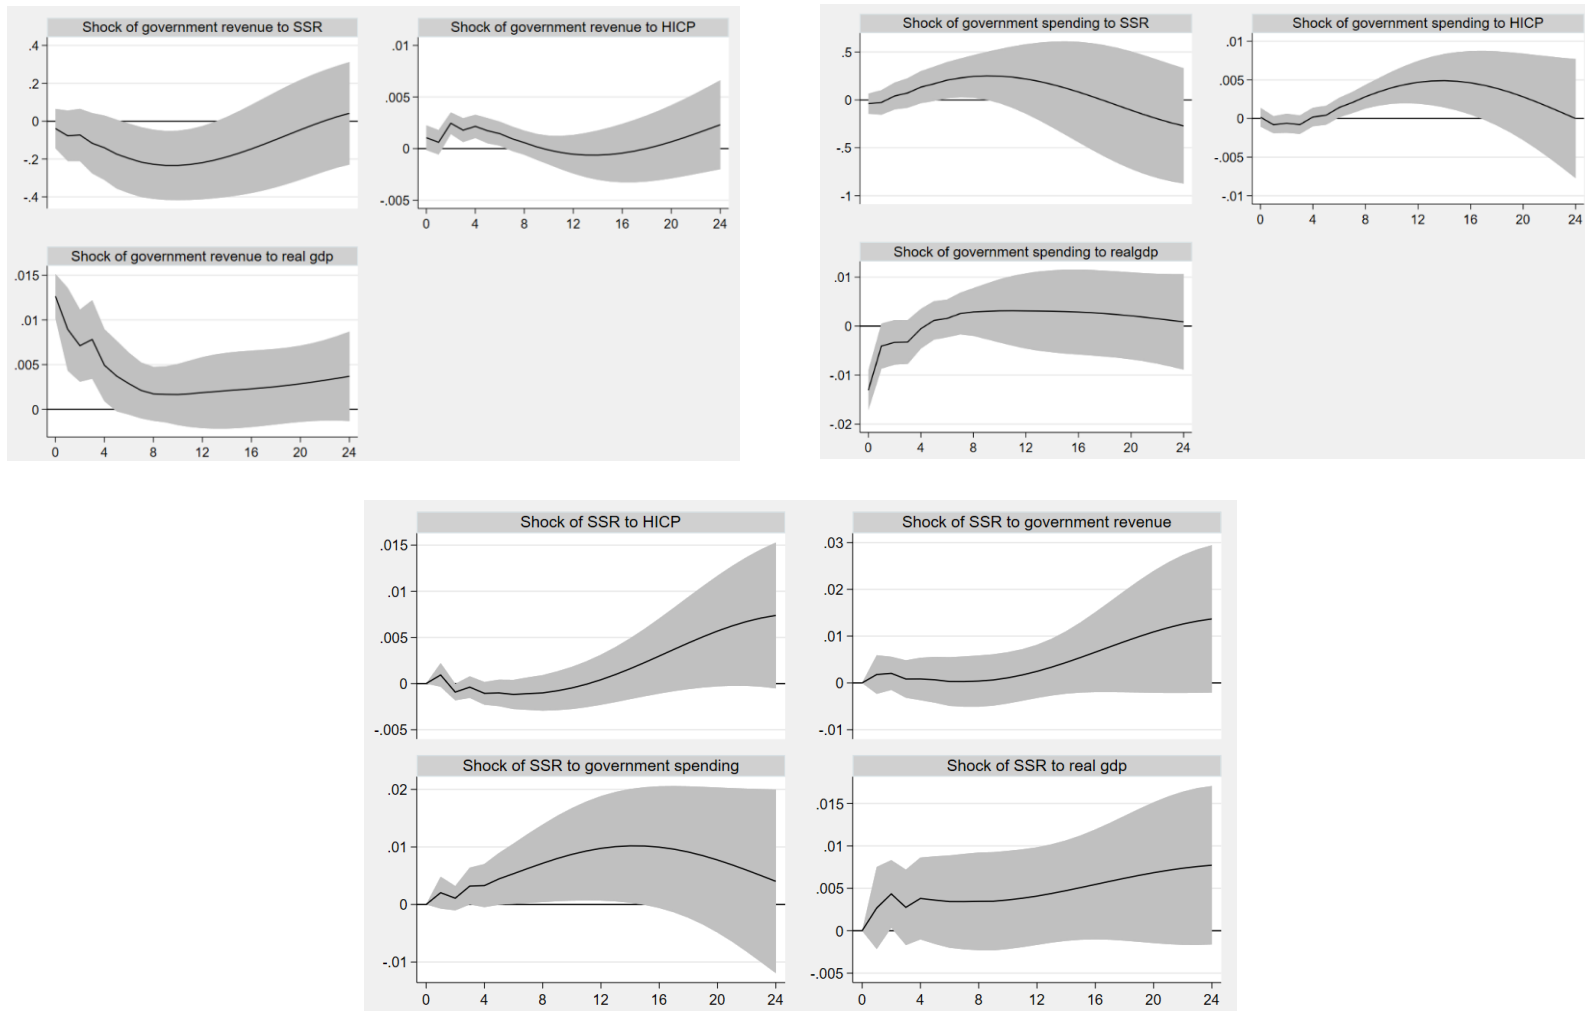 Shock of government revenue to SSR
.4
.2
0
-.2
-.4
Shock of government revenue to HICP
.01
.005
0
-.005
0 4 8 12 16 20 24
Shock of government revenue to real gdp
.015
.01
.005
0
0 4 8 12 16 20 24
Shock of government spending to SSR
.5
0
-.5
-1
Shock of government spending to HICP
.01
.005
0
-.005
-.01
0 4 8 12 16 20 24
Shock of government spending to realgdp
.01
0
-.01
-.02
0 4 8 12 16 20 24
Shock of SSR to HICP
.015
.01
.005
0
-.005
Shock of SSR to government revenue
.03
.02
.01
0
-.01
Shock of SSR to government spending
.02
.01
0
-.01
0 4 8 12 16 20 24
Shock of SSR to real gdp
.015
.01
.005
0
-.005
0 4 8 12 16 20 24